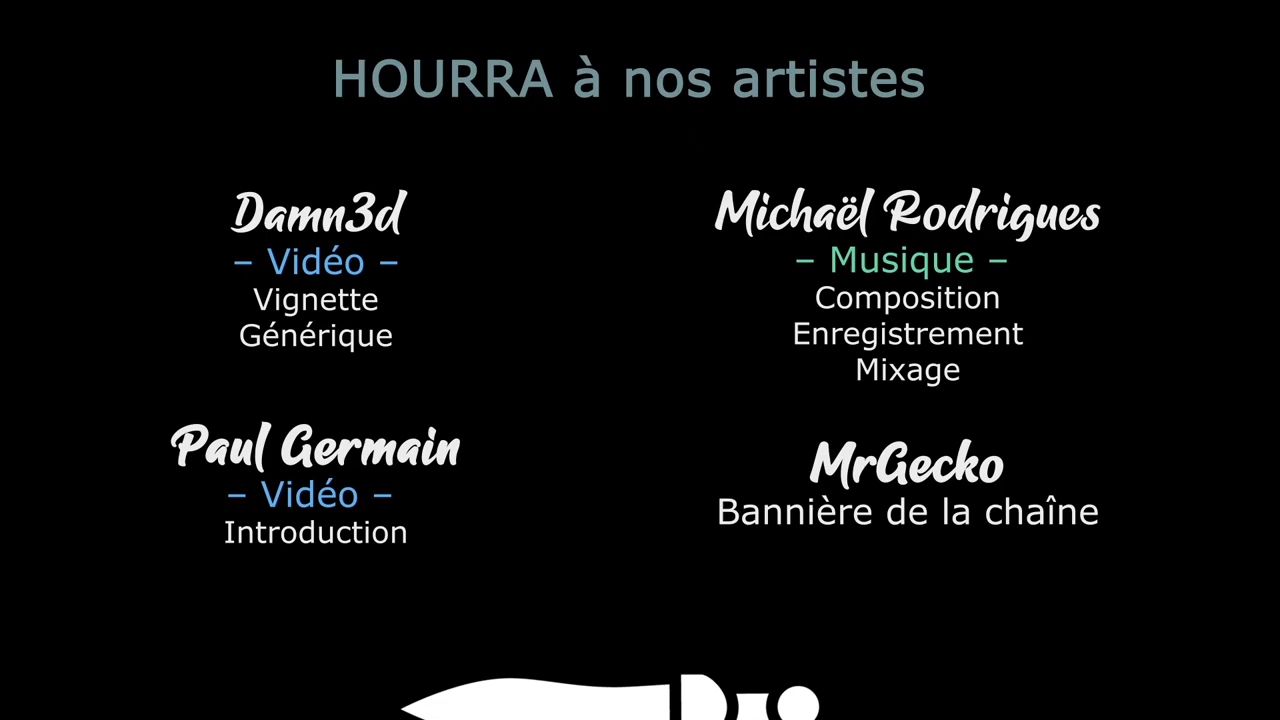 HOURRA à nos artistes
Damn3d
– Vidéo –
Vignette
Générique
Michaël Rodrigues
– Musique –
Composition
Enregistrement
Mixage
Paul Germain
– Vidéo –
Introduction
MrGecko
Bannière de la chaîne